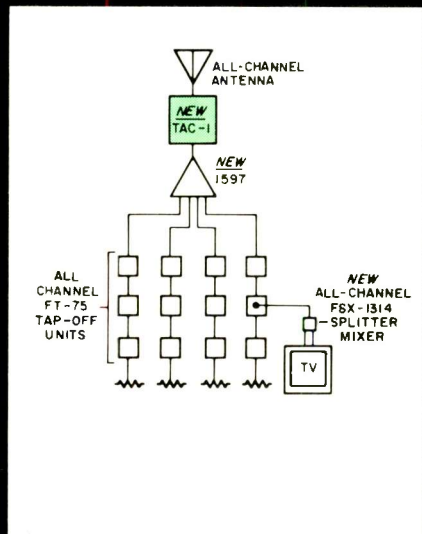 ALL-CHANNEL
ANTENNA
NEW
TAC-1
NEW
1597
ALL
CHANNEL
FT-75
TAP-OFF
UNITS
NEW
ALL-CHANNEL
FSX-1314
SPLITTER
MIXER
TV